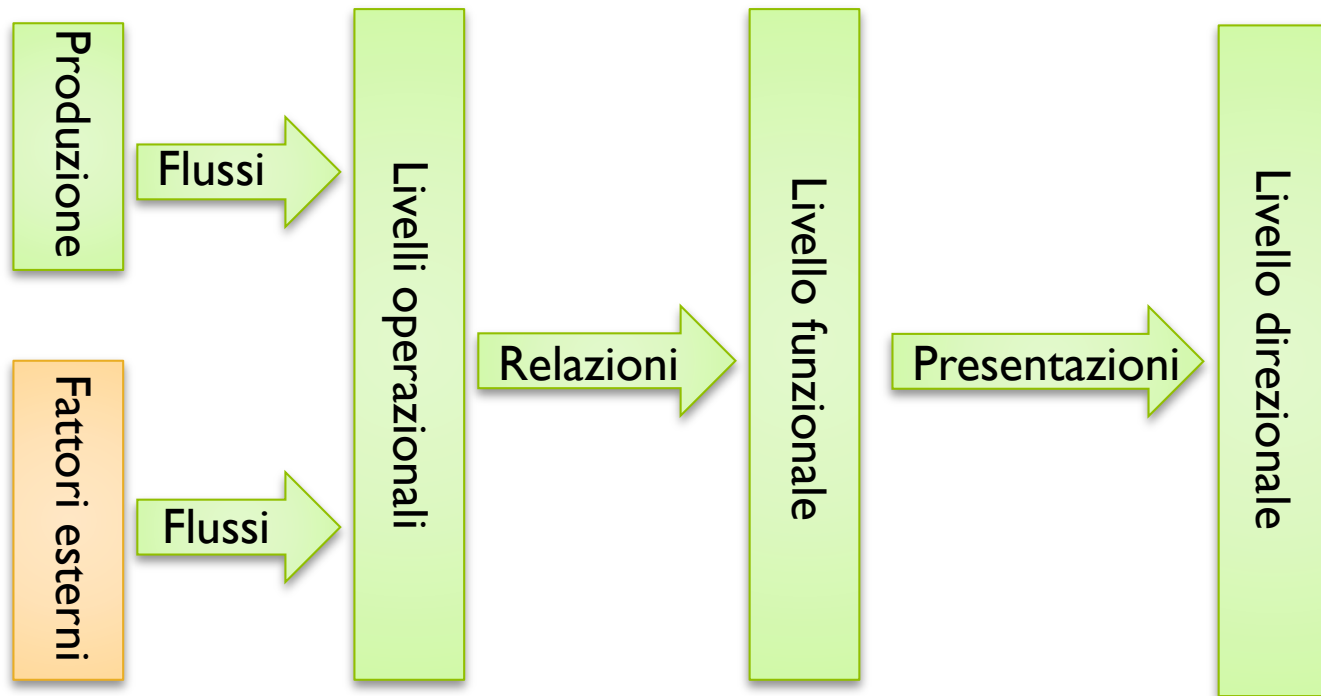 Produzione
Flussi
Fattori esterni
Flussi
Livelli operazionali
Relazioni
Livello funzionale
Presentazioni
Livello direzionale